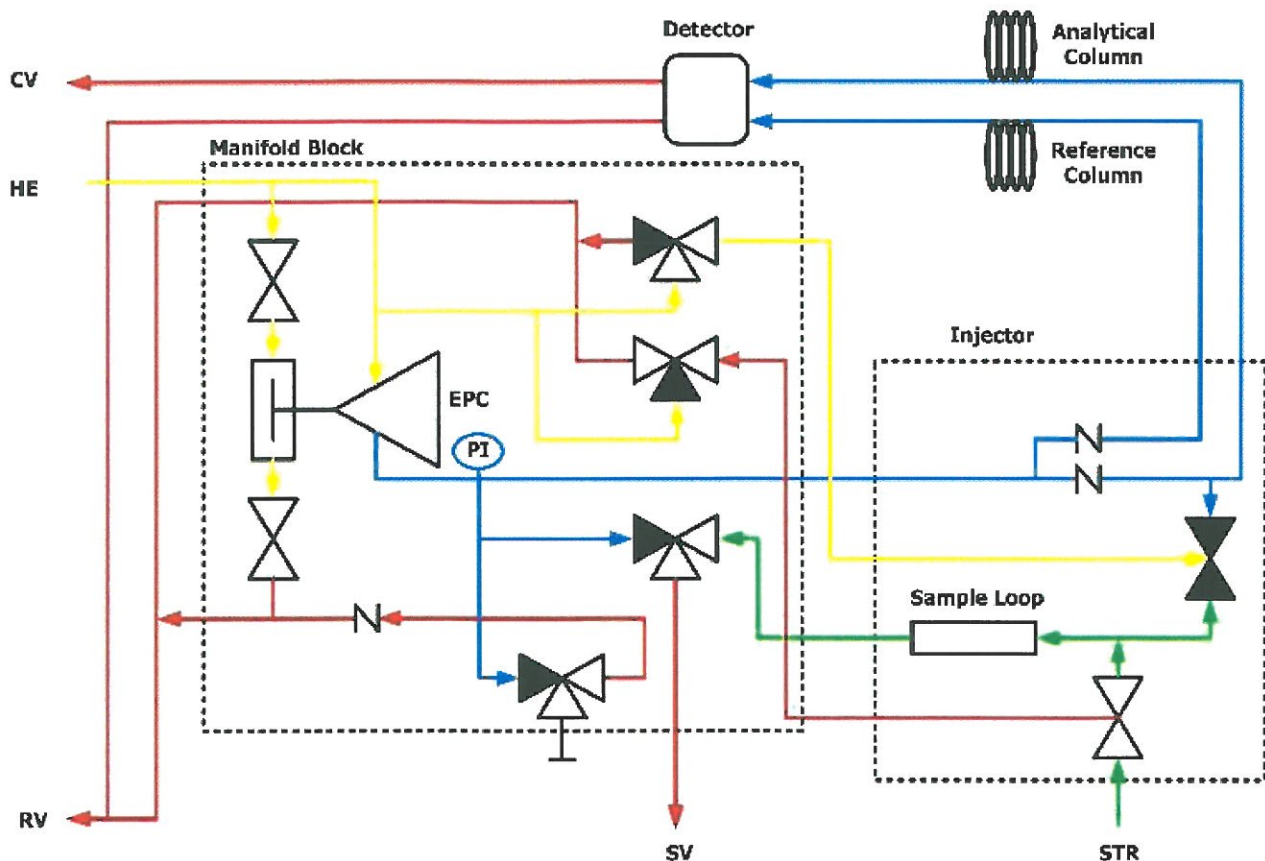 Detector
Analytical
Column
CV
Manifold Block
HE
Reference
Column
Injector
EPC
PI
Sample Loop
RV
SV
STR